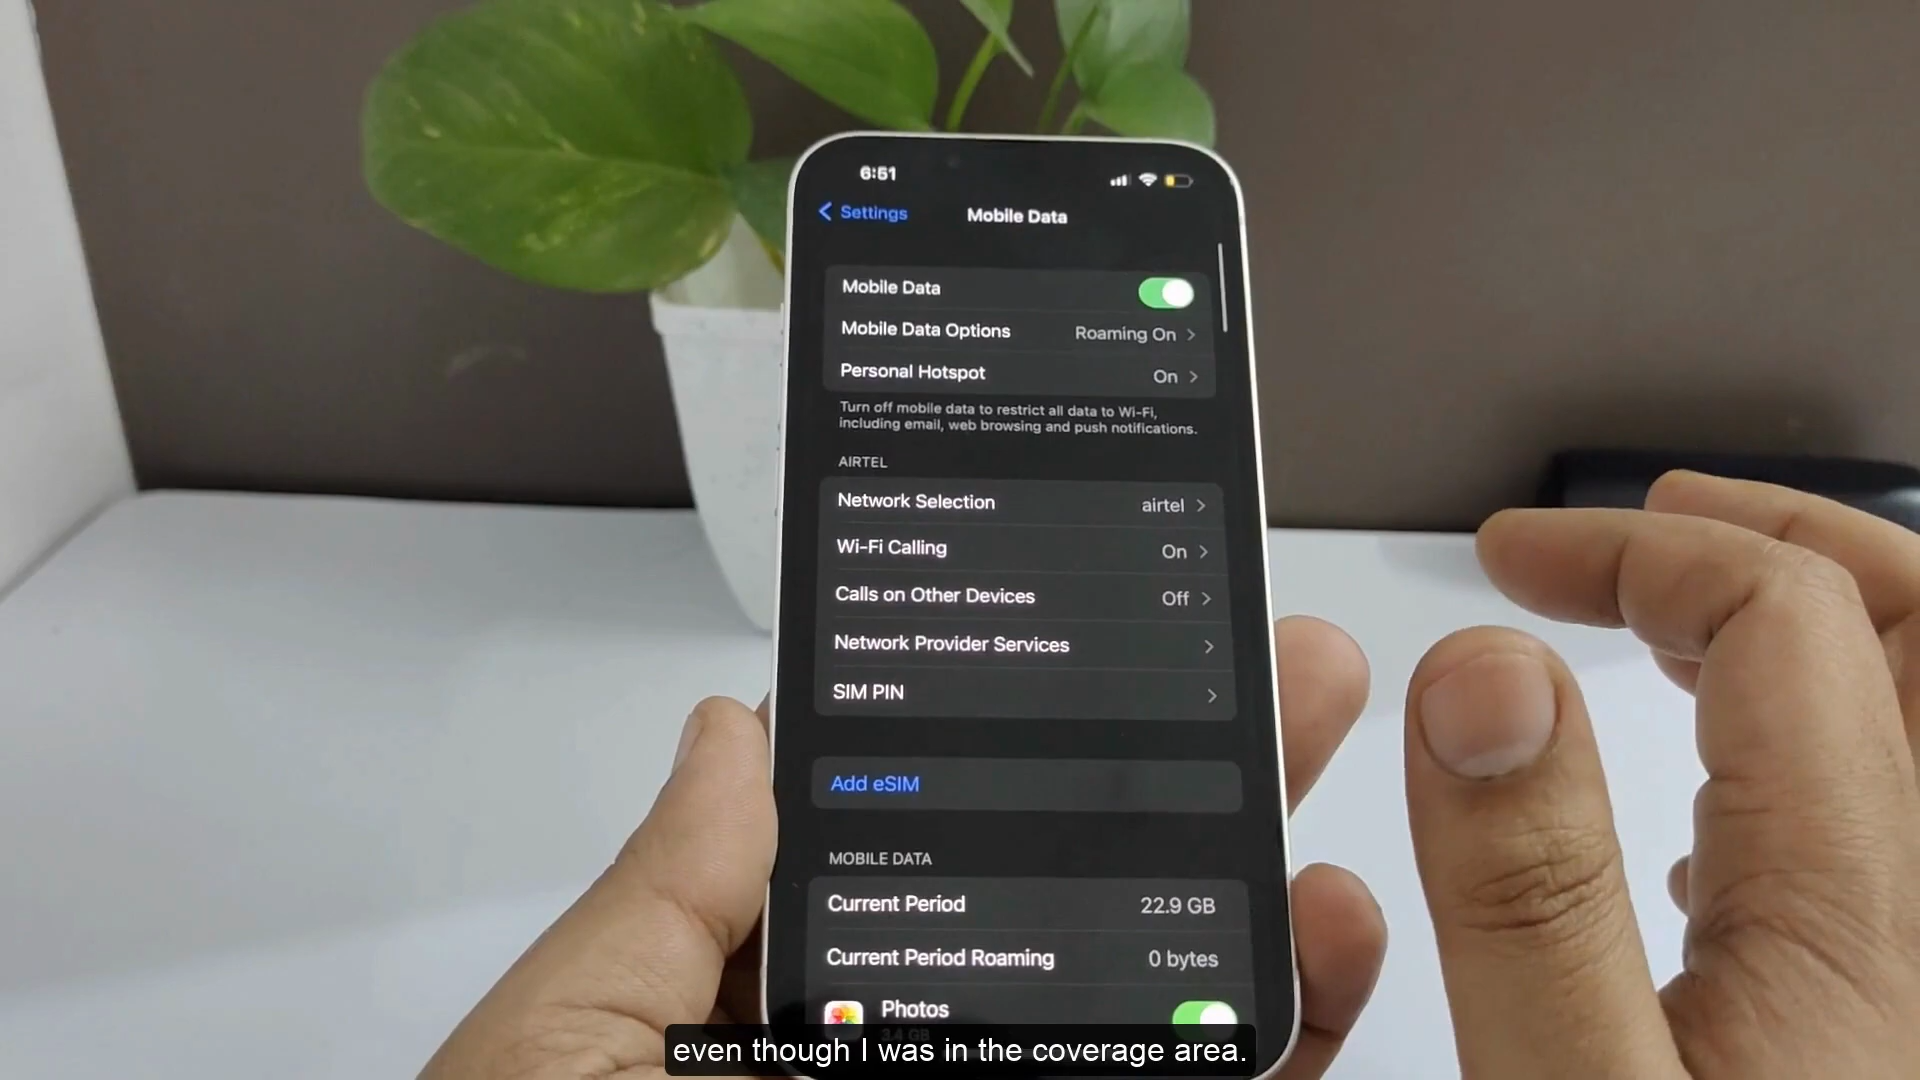 6:51
Settings
Mobile Data
Mobile Data
Mobile Data Options Roaming On
Personal Hotspot On
Turn off mobile data to restrict all data to Wi-Fi,
including email, web browsing and push notifications.
AIRTEL
Network Selection airtel
Wi-Fi Calling On
Calls on Other Devices Off
Network Provider Services
SIM PIN
Add eSIM
MOBILE DATA
Current Period 22.9 GB
Current Period Roaming 0 bytes
Photos
3.4 GB
even though I was in the coverage area.